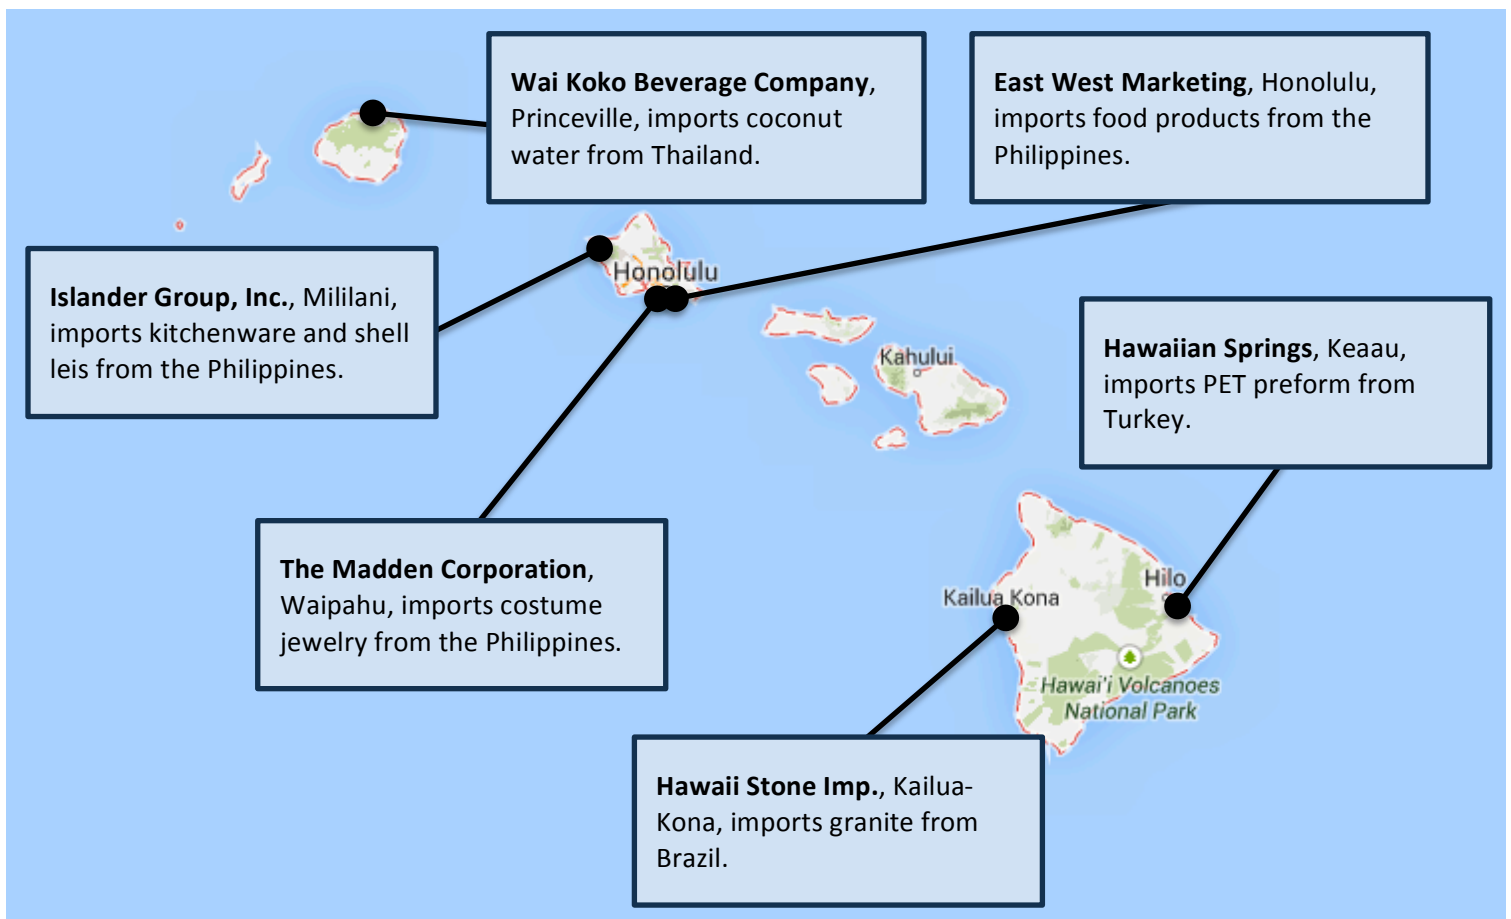 Wai Koko Beverage Company,
Princeville, imports coconut
water from Thailand.
East West Marketing, Honolulu,
imports food products from the
Philippines.
Islander Group, Inc., Mililani,
imports kitchenware and shell
leis from the Philippines.
Honolulu
Kahului
Hawaiian Springs, Keaau,
imports PET preform from
Turkey.
The Madden Corporation,
Waipahu, imports costume
jewelry from the Philippines.
Hilo
Kailua Kona
Hawai'i Volcanoes
National Park
Hawaii Stone Imp., Kailua-
Kona, imports granite from
Brazil.